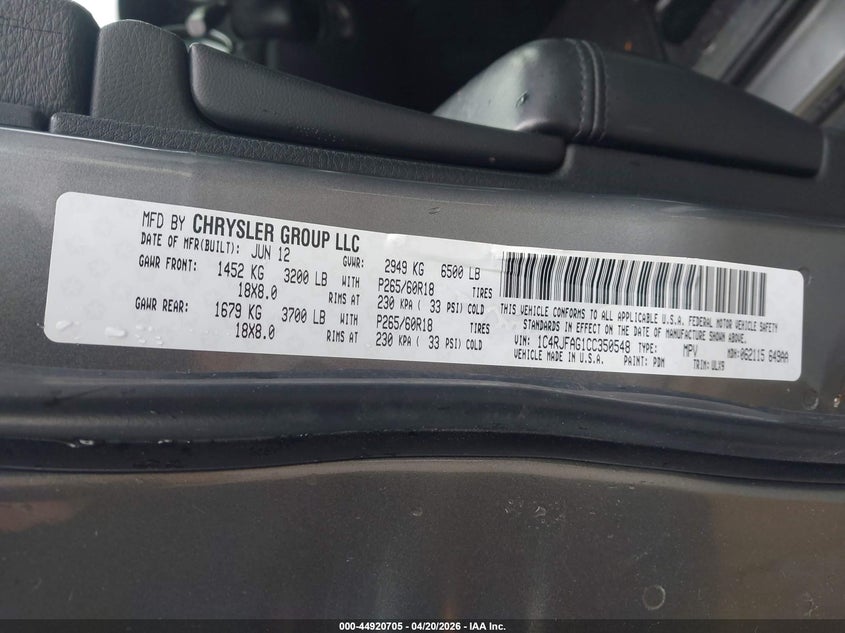 MFD BY CHRYSLER GROUP LLC
DATE OF MFR(BUILT): JUN 12 GVWR: 2949 KG 6500 LB
GAWR FRONT: 1452 KG 3200 LB WITH P265/60R18 TIRES
18X8.0 RIMS AT 230 KPA ( 33 PSI) COLD
GAWR REAR: 1679 KG 3700 LB WITH P265/60R18 TIRES
18X8.0 RIMS AT 230 KPA ( 33 PSI) COLD
THIS VEHICLE CONFORMS TO ALL APPLICABLE U.S.A. FEDERAL MOTOR VEHICLE SAFETY
STANDARDS IN EFFECT ON THE DATE OF MANUFACTURE SHOWN ABOVE.
VIN: 1C4RJFAG1CC350548 TYPE: MPV MDH: 062115 649AA
VEHICLE MADE IN U.S.A. PAINT: PDM TRIM: ULX9
000-44920705 - 04/20/2026 - IAA Inc.